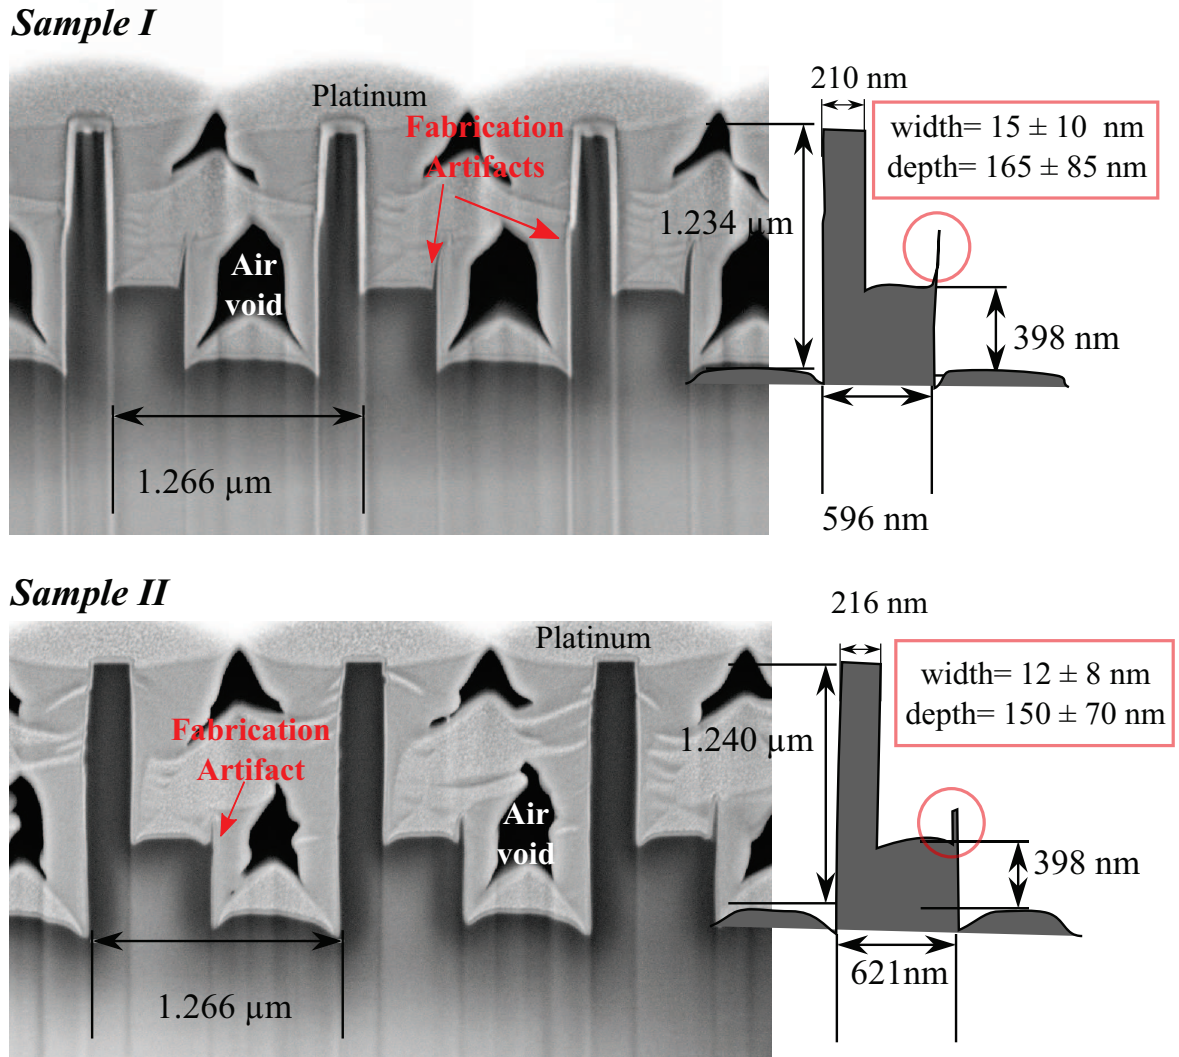 Sample I
210 nm
Platinum
width= 15 ± 10 nm
depth= 165 ± 85 nm
Fabrication
Artifacts
1.234 µm
Air
void
398 nm
1.266 µm
596 nm
Sample II
216 nm
Platinum
width= 12 ± 8 nm
depth= 150 ± 70 nm
Fabrication
Artifact
1.240 µm
Air
void
398 nm
621nm
1.266 µm